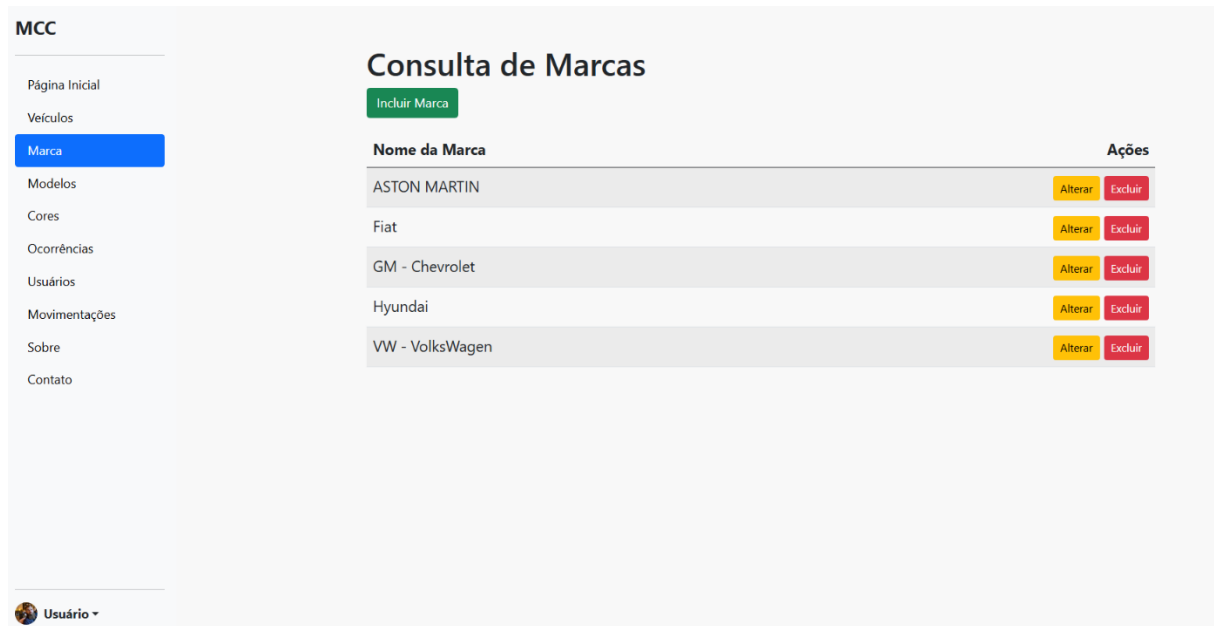 MCC
Página Inicial
Veículos
Marca
Modelos
Cores
Ocorrências
Usuários
Movimentações
Sobre
Contato
Usuário
Consulta de Marcas
Incluir Marca
Nome da Marca Ações
ASTON MARTIN Alterar Excluir
Fiat Alterar Excluir
GM - Chevrolet Alterar Excluir
Hyundai Alterar Excluir
VW - VolksWagen Alterar Excluir